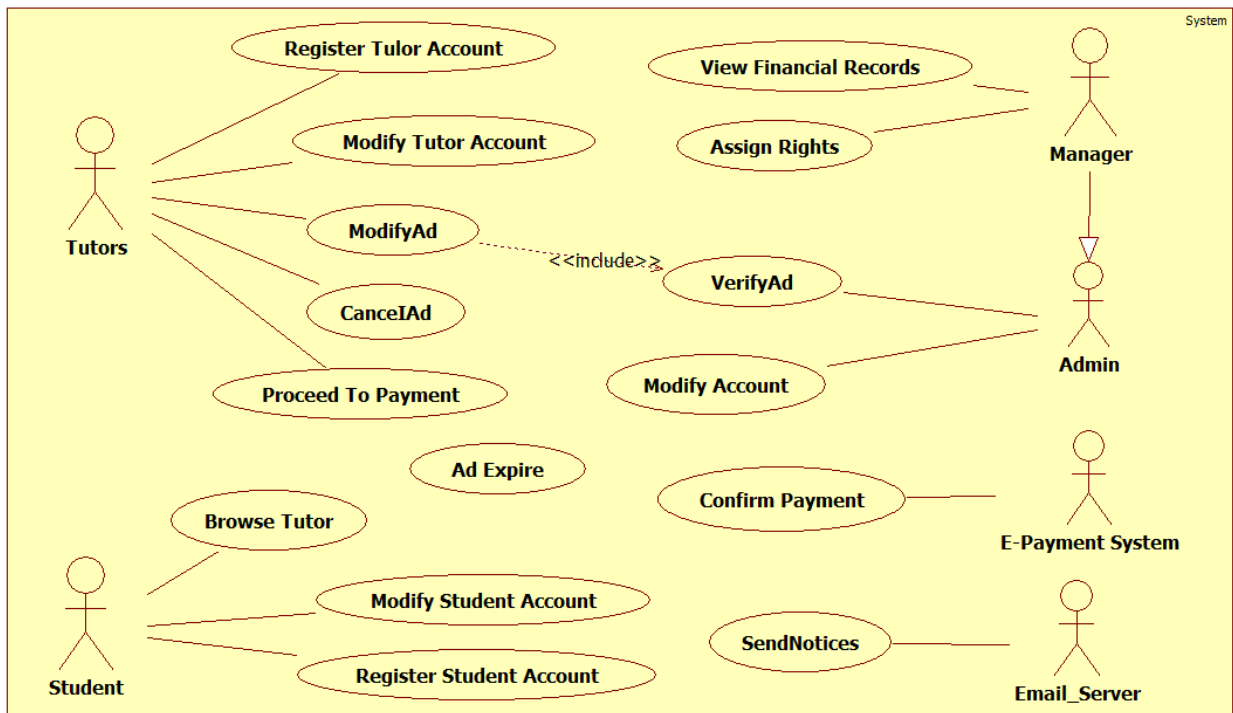 System
Register Tulor Account
View Financial Records
Modify Tutor Account
Assign Rights
Manager
Tutors
ModifyAd
<<include>>
VerifyAd
CancelAd
Admin
Proceed To Payment
Modify Account
Ad Expire
Confirm Payment
Browse Tutor
E-Payment System
Modify Student Account
SendNotices
Register Student Account
Student
Email_Server